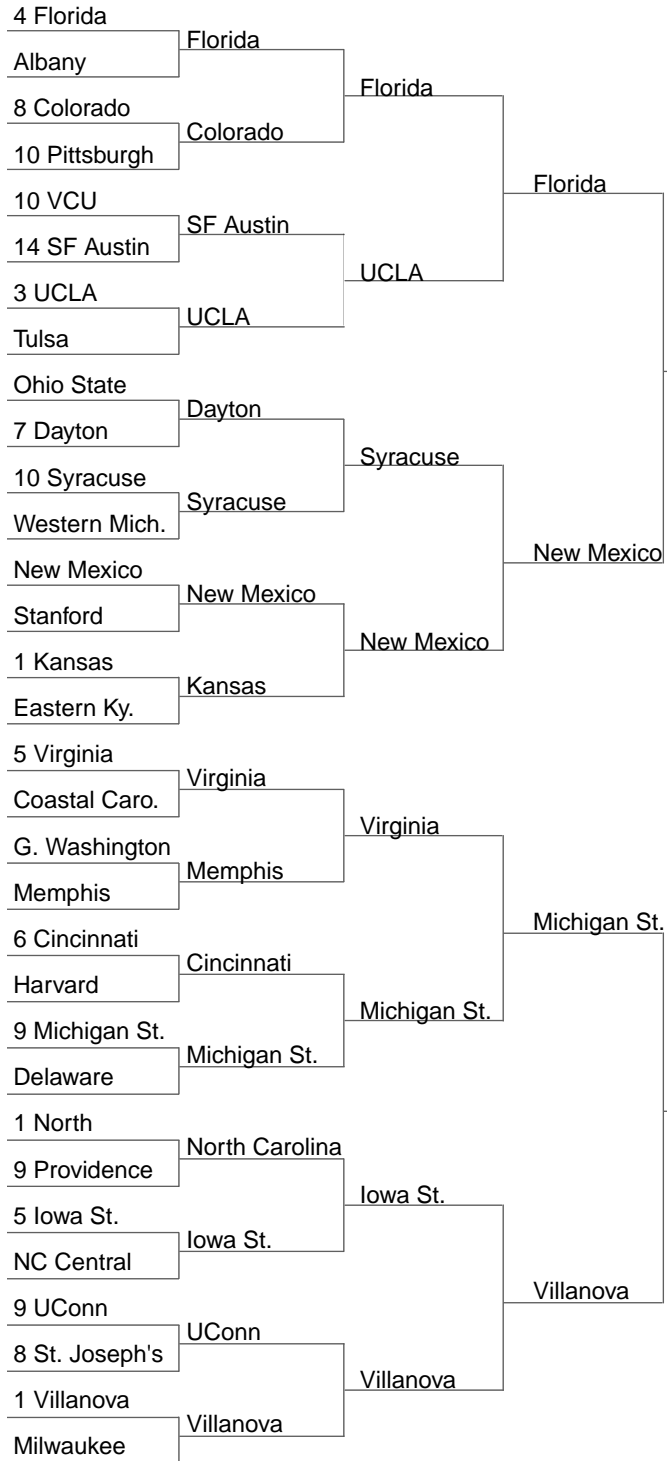 4 Florida
Florida
Albany
Florida
8 Colorado
Colorado
10 Pittsburgh
Florida
10 VCU
SF Austin
14 SF Austin
UCLA
3 UCLA
UCLA
Tulsa
Ohio State
Dayton
7 Dayton
Syracuse
10 Syracuse
Syracuse
Western Mich.
New Mexico
New Mexico
New Mexico
Stanford
New Mexico
1 Kansas
Kansas
Eastern Ky.
5 Virginia
Virginia
Coastal Caro.
Virginia
G. Washington
Memphis
Memphis
Michigan St.
6 Cincinnati
Cincinnati
Harvard
Michigan St.
9 Michigan St.
Michigan St.
Delaware
1 North
North Carolina
9 Providence
Iowa St.
5 Iowa St.
Iowa St.
NC Central
Villanova
9 UConn
UConn
8 St. Joseph's
Villanova
1 Villanova
Villanova
Milwaukee